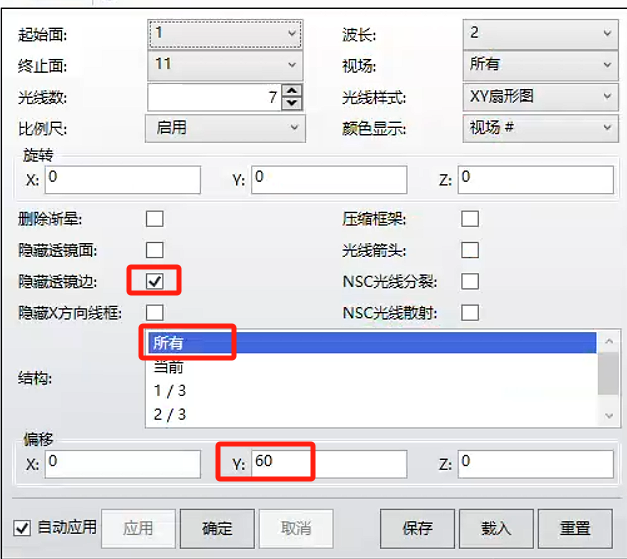 起始面: 1 波长: 2
终止面: 11 视场: 所有
光线数: 7 光线样式: XY扇形图
比例尺: 启用 颜色显示: 视场 #
旋转
X: 0 Y: 0 Z: 0
删除渐晕: 压缩框架:
隐藏透镜面: 光线箭头:
隐藏透镜边: NSC光线分裂:
隐藏X方向线框: NSC光线散射:
所有
当前
结构:
1 / 3
2 / 3
偏移
X: 0 Y: 60 Z: 0
自动应用 应用 确定 取消 保存 载入 重置